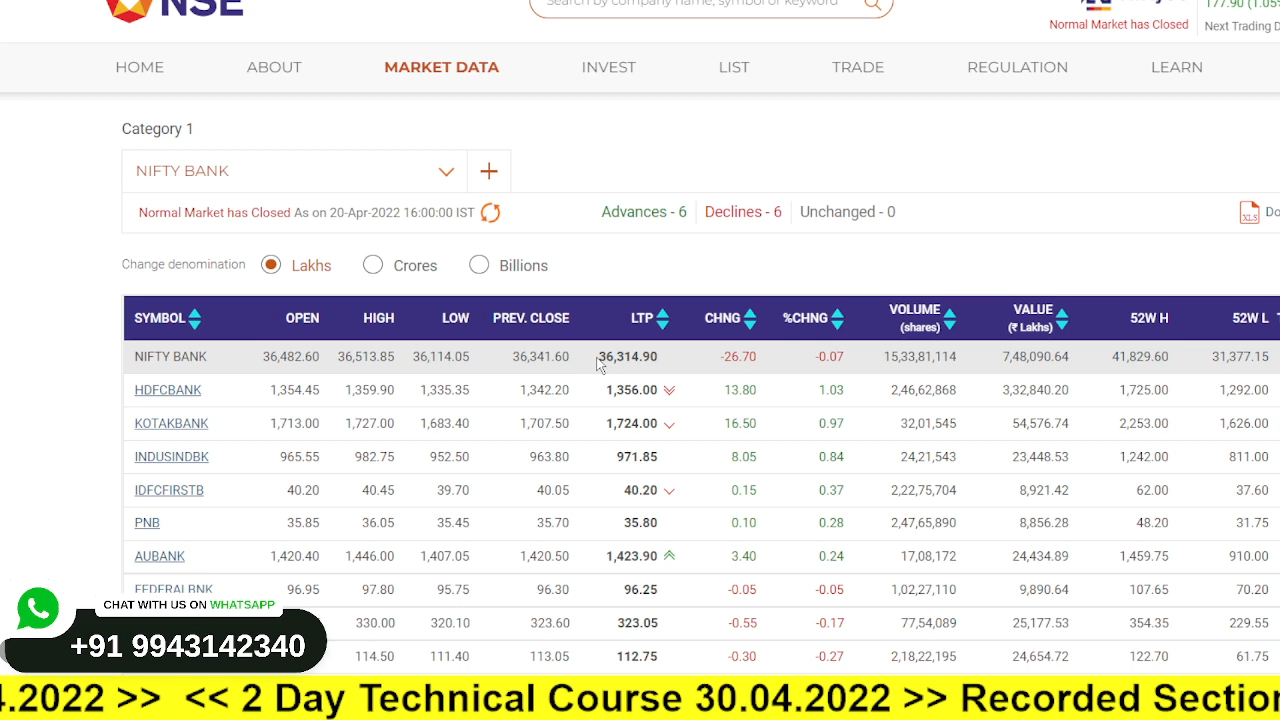 NSE
Search by company name, symbol or keyword
177.90 (1.05%
Normal Market has Closed
Next Trading D
HOME ABOUT MARKET DATA INVEST LIST TRADE REGULATION LEARN
Category 1
NIFTY BANK
Normal Market has Closed As on 20-Apr-2022 16:00:00 IST Advances - 6 Declines - 6 Unchanged - 0 XLS Do
Change denomination Lakhs Crores Billions
SYMBOL OPEN HIGH LOW PREV. CLOSE LTP CHNG %CHNG VOLUME (shares) VALUE (₹ Lakhs) 52W H 52W L
NIFTY BANK 36,482.60 36,513.85 36,114.05 36,341.60 36,314.90 -26.70 -0.07 15,33,81,114 7,48,090.64 41,829.60 31,377.15
HDFCBANK 1,354.45 1,359.90 1,335.35 1,342.20 1,356.00 13.80 1.03 2,46,62,868 3,32,840.20 1,725.00 1,292.00
KOTAKBANK 1,713.00 1,727.00 1,683.40 1,707.50 1,724.00 16.50 0.97 32,01,545 54,576.74 2,253.00 1,626.00
INDUSINDBK 965.55 982.75 952.50 963.80 971.85 8.05 0.84 24,21,543 23,448.53 1,242.00 811.00
IDFCFIRSTB 40.20 40.45 39.70 40.05 40.20 0.15 0.37 2,22,75,704 8,921.42 62.00 37.60
PNB 35.85 36.05 35.45 35.70 35.80 0.10 0.28 2,47,65,890 8,856.28 48.20 31.75
AUBANK 1,420.40 1,446.00 1,407.05 1,420.50 1,423.90 3.40 0.24 17,08,172 24,434.89 1,459.75 910.00
FEDERALBNK 96.95 97.80 95.75 96.30 96.25 -0.05 -0.05 1,02,27,110 9,890.64 107.65 70.20
330.00 320.10 323.60 323.05 -0.55 -0.17 77,54,089 25,177.53 354.35 229.55
114.50 111.40 113.05 112.75 -0.30 -0.27 2,18,22,195 24,654.72 122.70 61.75
CHAT WITH US ON WHATSAPP
+91 9943142340
4.2022 >> << 2 Day Technical Course 30.04.2022 >> Recorded Section